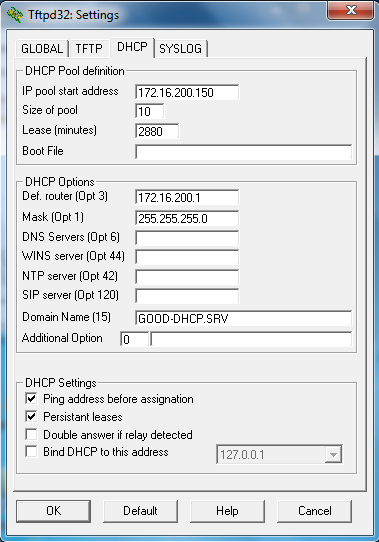 Tftpd32: Settings
GLOBAL TFTP DHCP SYSLOG
DHCP Pool definition
IP pool start address 172.16.200.150
Size of pool 10
Lease (minutes) 2880
Boot File
DHCP Options
Def. router (Opt 3) 172.16.200.1
Mask (Opt 1) 255.255.255.0
DNS Servers (Opt 6)
WINS server (Opt 44)
NTP server (Opt 42)
SIP server (Opt 120)
Domain Name (15) GOOD-DHCP.SRV
Additional Option 0
DHCP Settings
Ping address before assignation
Persistant leases
Double answer if relay detected
Bind DHCP to this address 127.0.0.1
OK Default Help Cancel